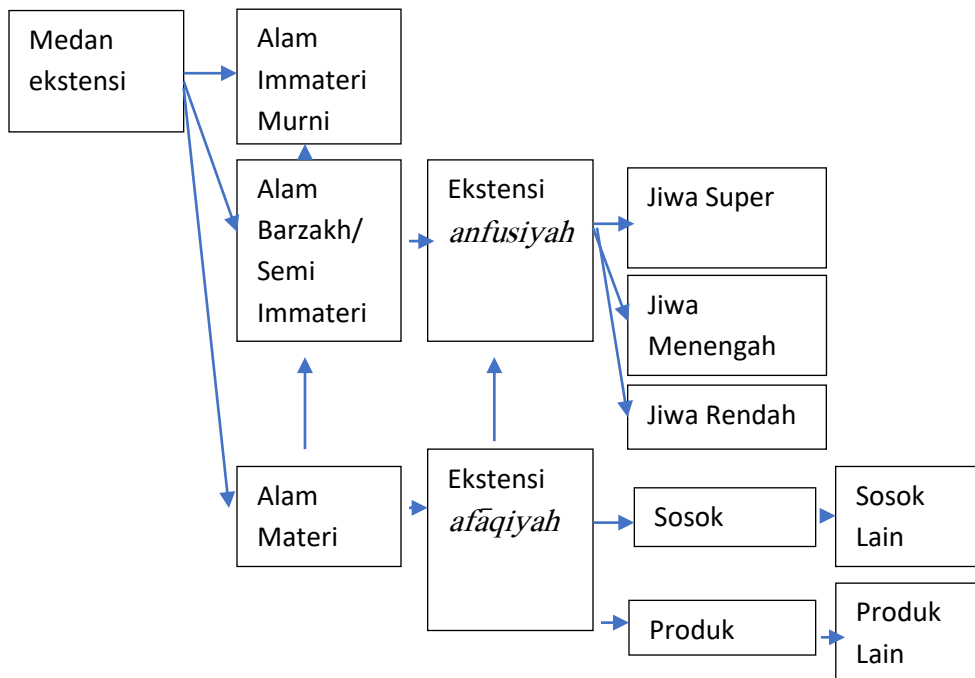 Medan
ekstensi
Alam
Immateri
Murni
Alam
Barzakh/
Semi
Immateri
Ekstensi
anfusiyah
Jiwa Super
Jiwa
Menengah
Jiwa Rendah
Alam
Materi
Ekstensi
afāqiyah
Sosok
Sosok
Lain
Produk
Produk
Lain